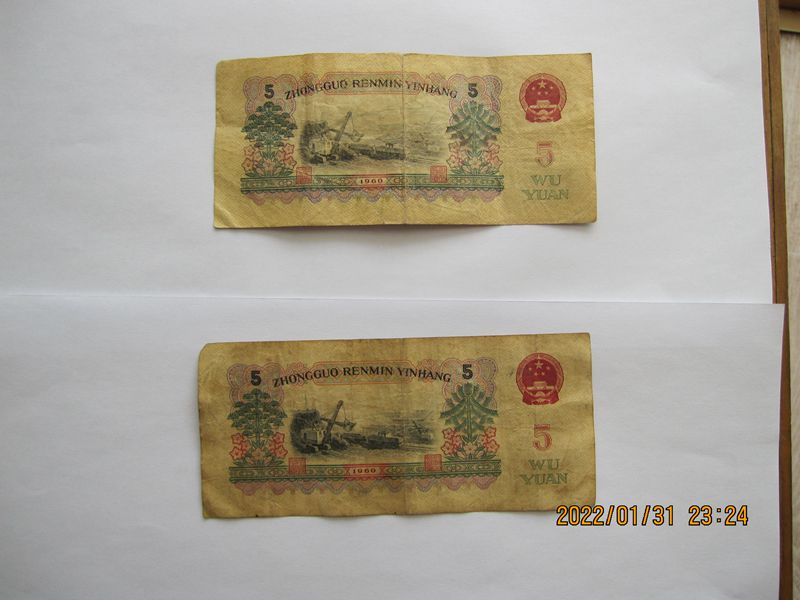 5 ZHONGGUO RENMIN YINHANG 5
5
WU
YUAN
1960
5 ZHONGGUO RENMIN YINHANG 5
5
WU
YUAN
1960
2022/01/31 23:24